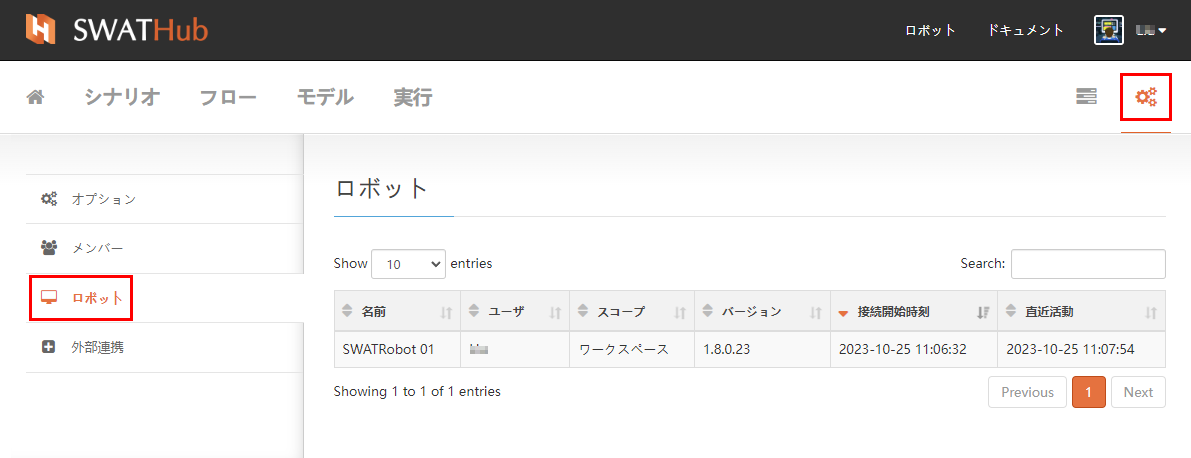 SWATHub
ロボット ドキュメント
シナリオ フロー モデル 実行
オプション
メンバー
ロボット
外部連携
ロボット
Show 10 entries Search:
名前 ユーザ スコープ バージョン 接続開始時刻 直近活動
SWATRobot 01 ワークスペース 1.8.0.23 2023-10-25 11:06:32 2023-10-25 11:07:54
Showing 1 to 1 of 1 entries Previous 1 Next